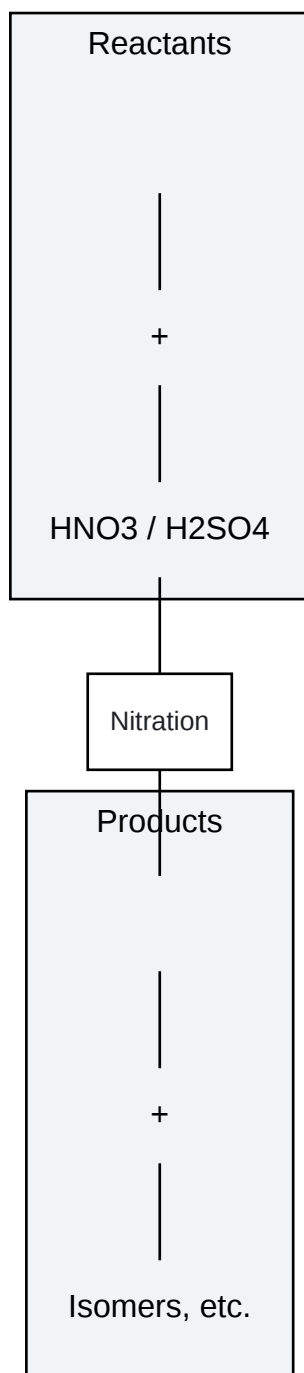 Reactants
+
HNO3 / H2SO4
Nitration
Products
+
Isomers, etc.